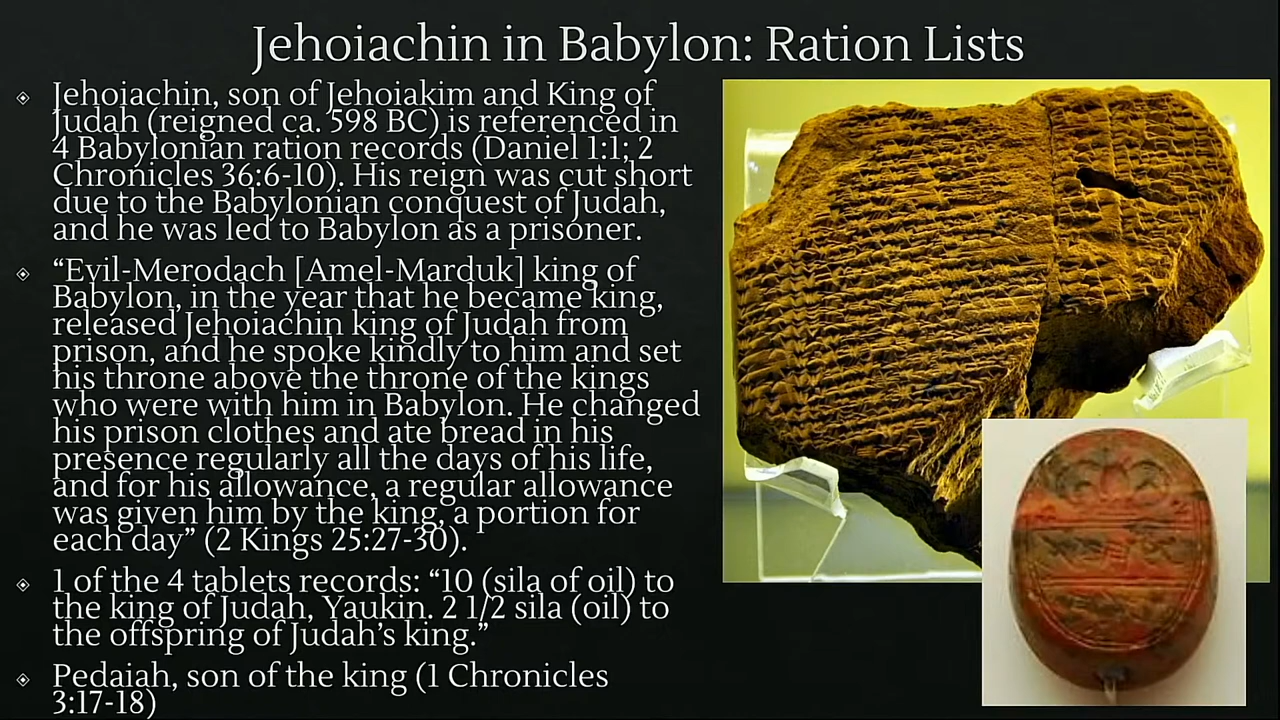 Jehoiachin in Babylon: Ration Lists
Jehoiachin, son of Jehoiakim and King of
Judah (reigned ca. 598 BC) is referenced in
4 Babylonian ration records (Daniel 1:1; 2
Chronicles 36:6-10). His reign was cut short
due to the Babylonian conquest of Judah,
and he was led to Babylon as a prisoner.
“Evil-Merodach [Amel-Marduk] king of
Babylon, in the year that he became king,
released Jehoiachin king of Judah from
prison, and he spoke kindly to him and set
his throne above the throne of the kings
who were with him in Babylon. He changed
his prison clothes and ate bread in his
presence regularly all the days of his life,
and for his allowance, a regular allowance
was given him by the king, a portion for
each day” (2 Kings 25:27-30).
1 of the 4 tablets records: “10 (sila of oil) to
the king of Judah, Yaukin. 2 1/2 sila (oil) to
the offspring of Judah’s king.”
Pedaiah, son of the king (1 Chronicles
3:17-18)